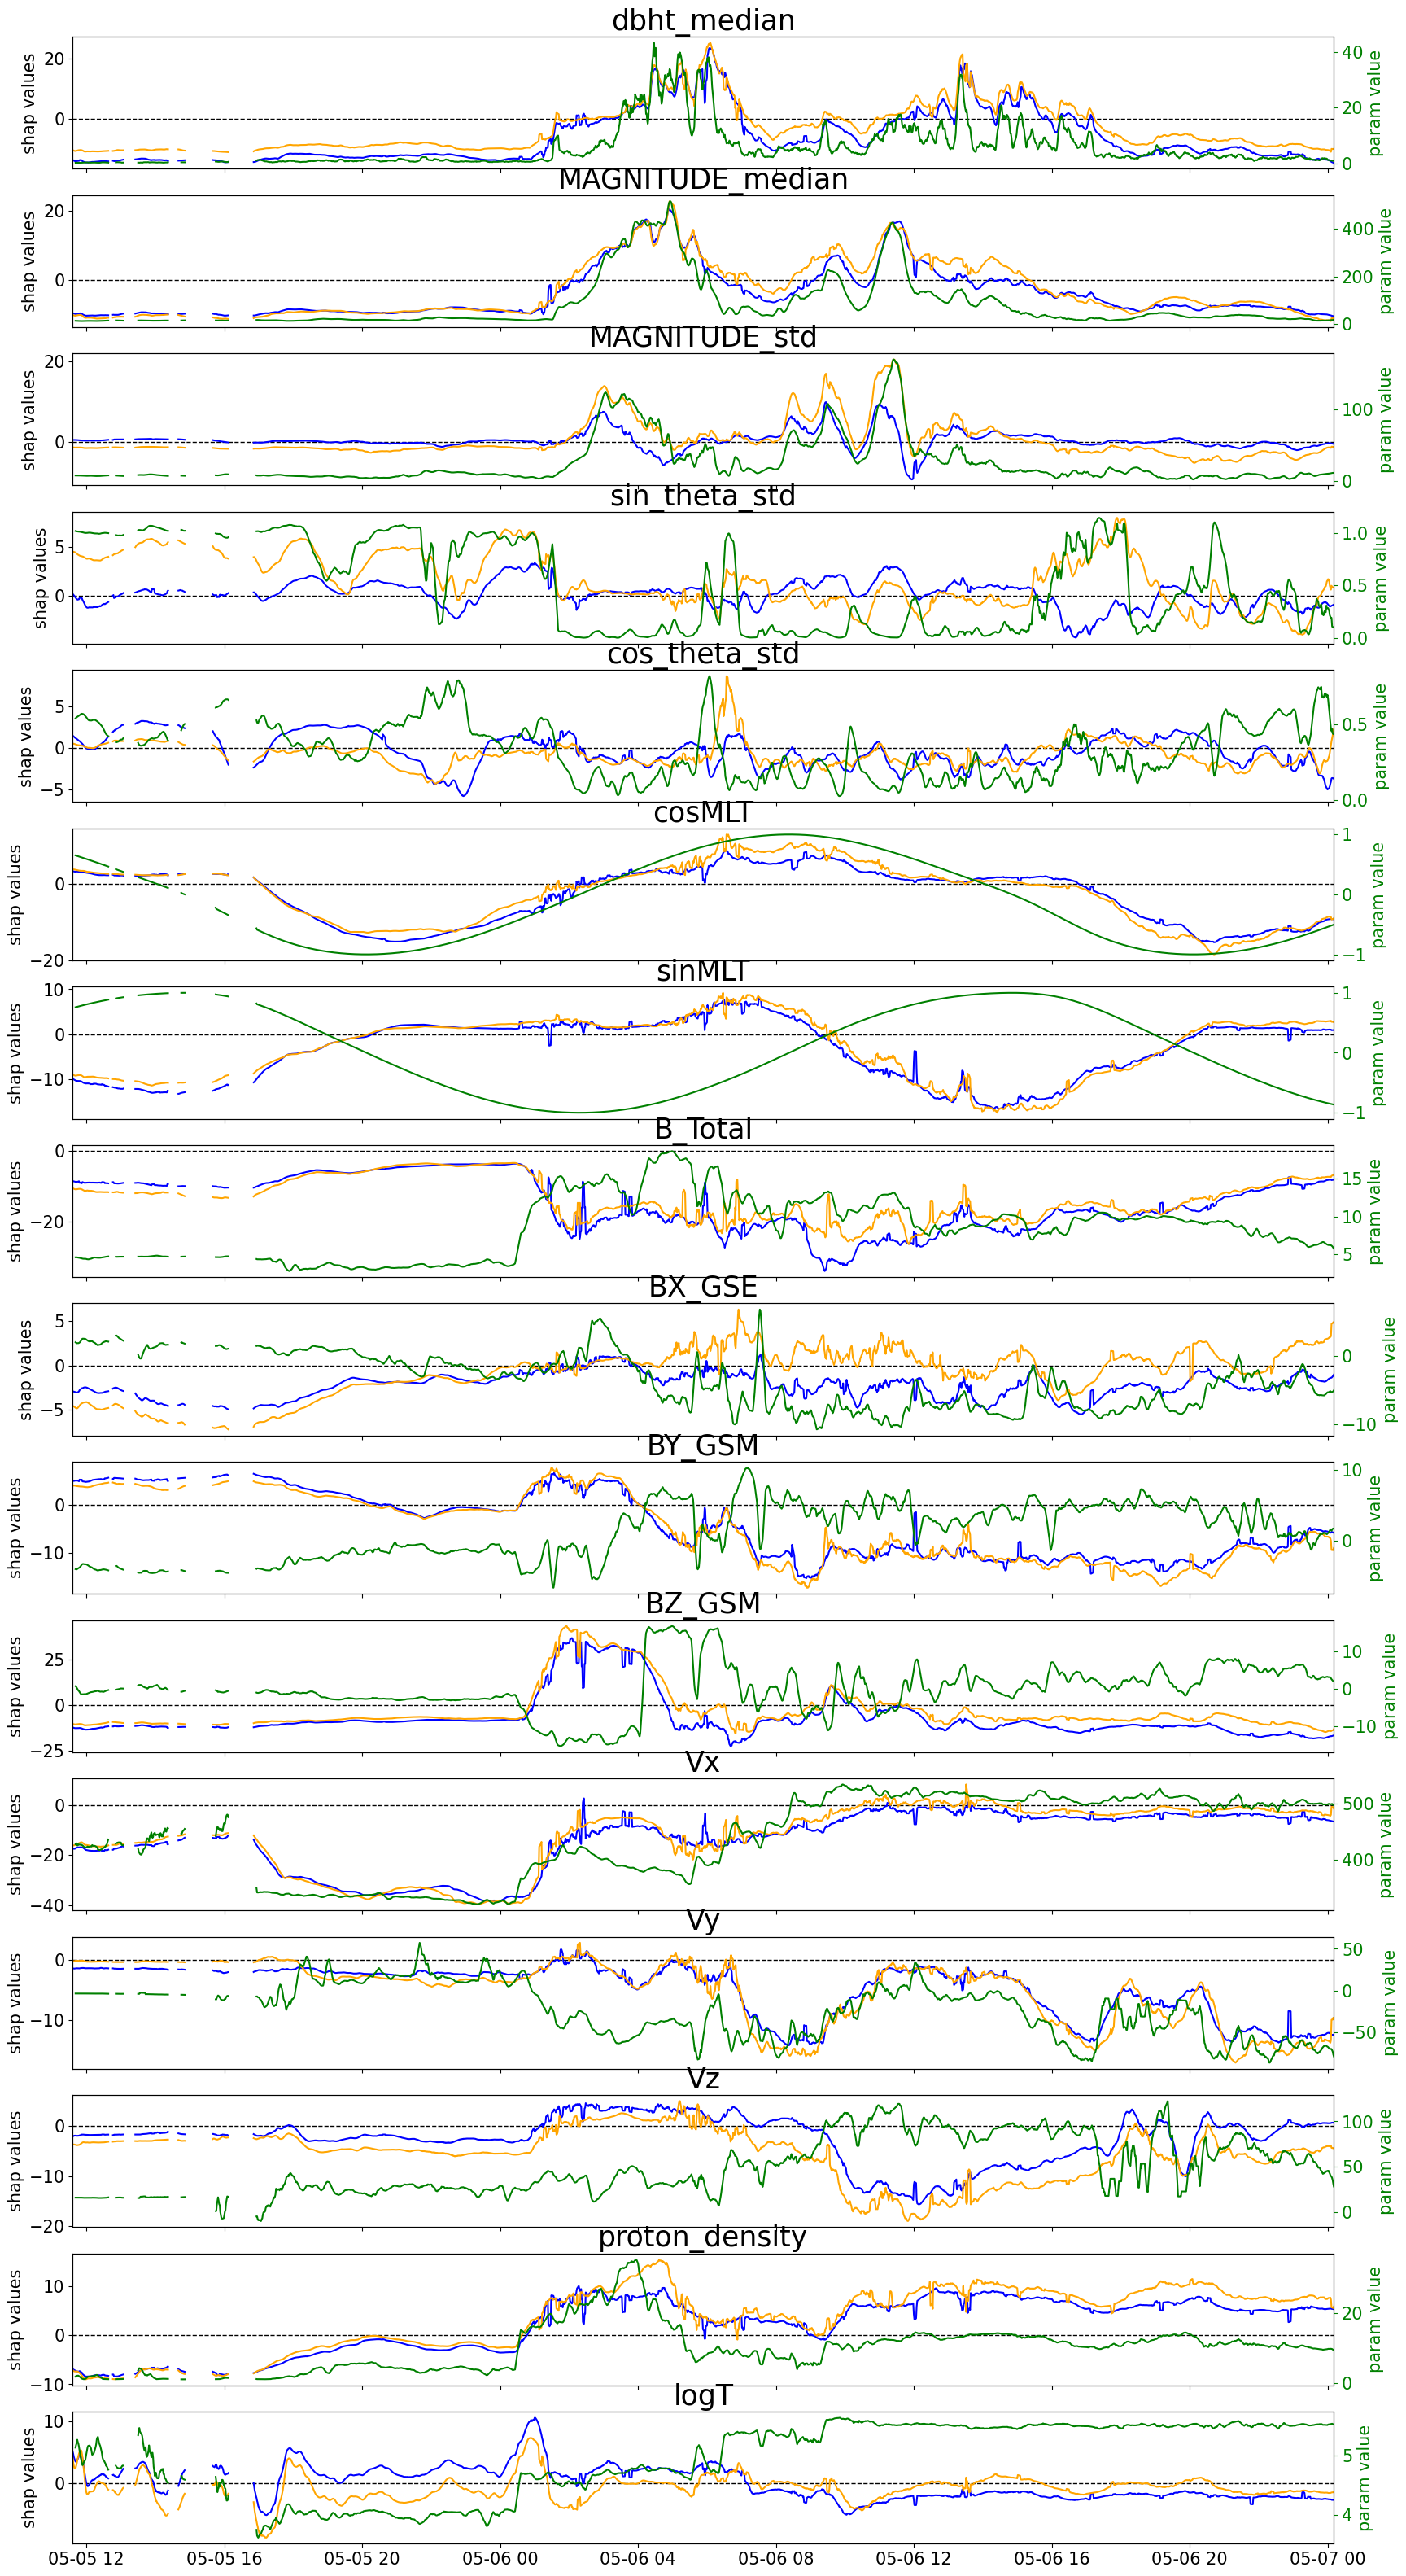 dbht_median
shap values
20
0
40
20
0
param value
MAGNITUDE_median
shap values
20
0
400
200
0
param value
MAGNITUDE_std
shap values
20
0
100
0
param value
sin_theta_std
shap values
5
0
1.0
0.5
0.0
param value
cos_theta_std
shap values
5
0
−5
0.5
0.0
param value
cosMLT
shap values
0
−20
1
0
−1
param value
sinMLT
shap values
10
0
−10
1
0
−1
param value
B_Total
shap values
0
−20
15
10
5
param value
BX_GSE
shap values
5
0
−5
0
−10
param value
BY_GSM
shap values
0
−10
10
0
param value
BZ_GSM
shap values
25
0
−25
10
0
−10
param value
Vx
shap values
0
−20
−40
500
400
param value
Vy
shap values
0
−10
50
0
−50
param value
Vz
shap values
0
−10
−20
100
50
0
param value
proton_density
shap values
10
0
−10
20
0
param value
logT
shap values
10
0
5
4
param value
05-05 12 05-05 16 05-05 20 05-06 00 05-06 04 05-06 08 05-06 12 05-06 16 05-06 20 05-07 00